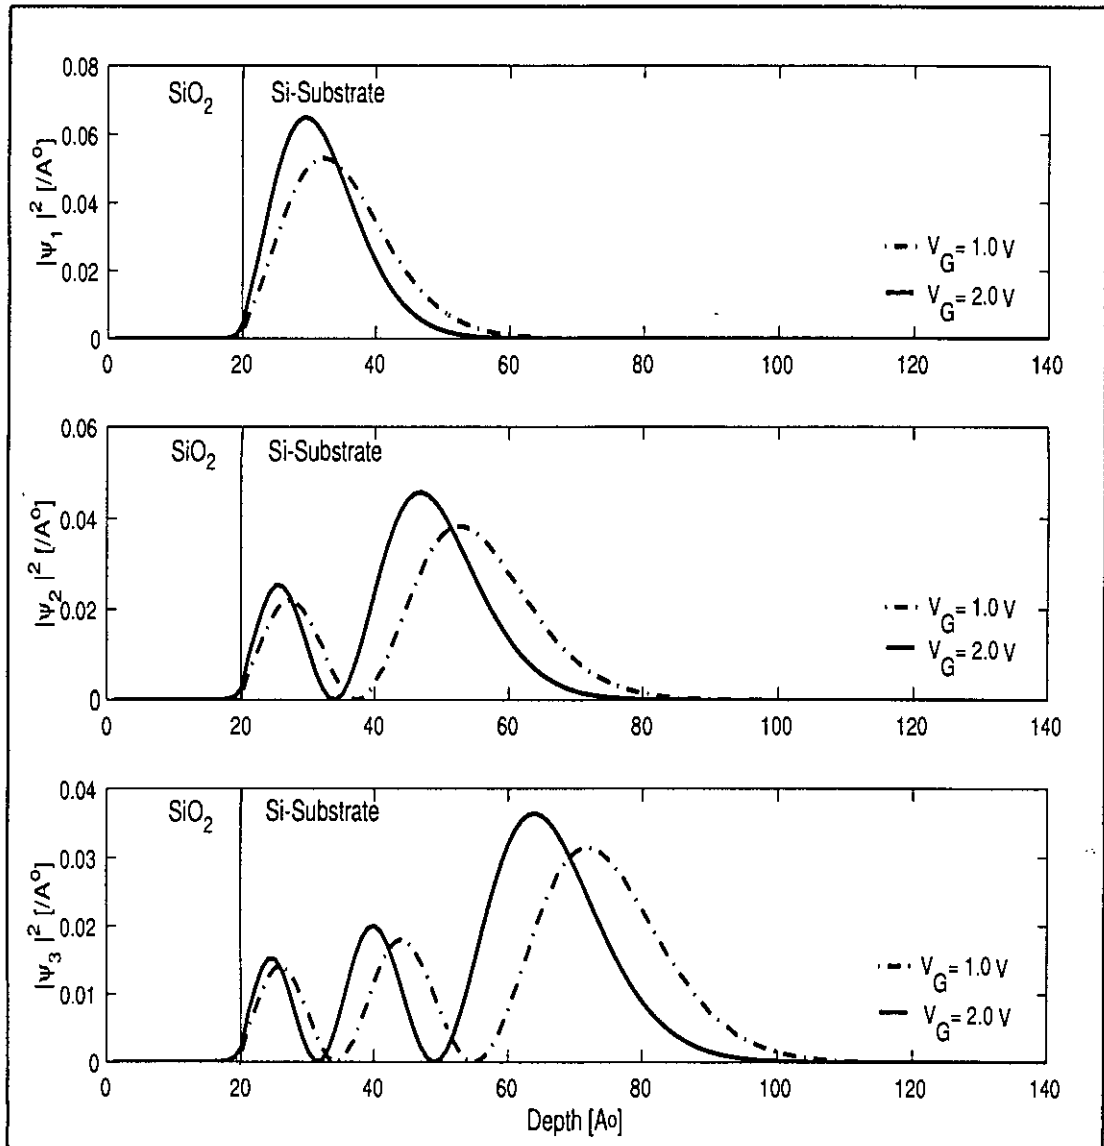 0.08
SiO2 Si-Substrate
0.06
0.04
0.02
0
|Ψ1|2 [/Ao]
VG= 1.0 V
VG= 2.0 V
0 20 40 60 80 100 120 140
0.06
SiO2 Si-Substrate
0.04
0.02
0
|Ψ2|2 [/Ao]
VG= 1.0 V
VG= 2.0 V
0 20 40 60 80 100 120 140
0.04
SiO2 Si-Substrate
0.03
0.02
0.01
0
|Ψ3|2 [/Ao]
VG= 1.0 V
VG= 2.0 V
0 20 40 60 80 100 120 140
Depth [Ao]